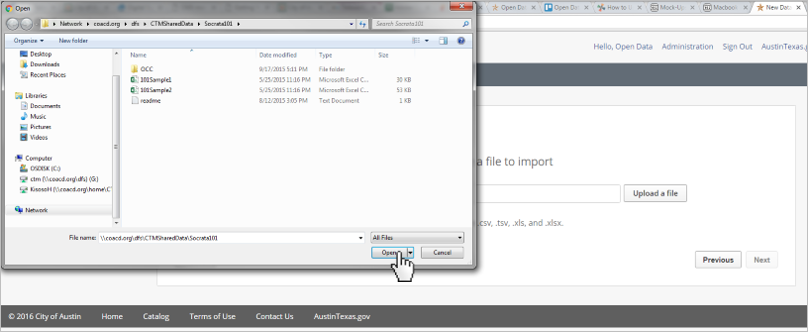 Open
Open Dat
Open Dat
How to
Mock-Up
Macbook
New Dat
Network ▸ coacd.org ▸ dfs ▸ CTMSharedData ▸ Socrata101
Search Socrata101
Organize
New folder
Hello, Open Data
Administration
Sign Out
AustinTexas.g
Name
Date modified
Type
Size
Desktop
Downloads
Recent Places
OCC
9/17/2015 5:11 PM
File folder
101Sample1
5/25/2015 11:16 PM
Microsoft Excel C...
30 KB
101Sample2
5/25/2015 11:16 PM
Microsoft Excel C...
53 KB
readme
8/12/2015 3:05 PM
Text Document
1 KB
Libraries
Documents
Music
Pictures
Videos
Computer
OSDISK (C:)
ctm (\\coacd.org\dfs) (G:)
KisosoH (\\coacd.org\home\CT
Network
a file to import
Upload a file
.csv, .tsv, .xls, and .xlsx.
File name:
\\coacd.org\dfs\CTMSharedData\Socrata101
All Files
Open
Cancel
Previous
Next
© 2016 City of Austin
Home
Catalog
Terms of Use
Contact Us
AustinTexas.gov